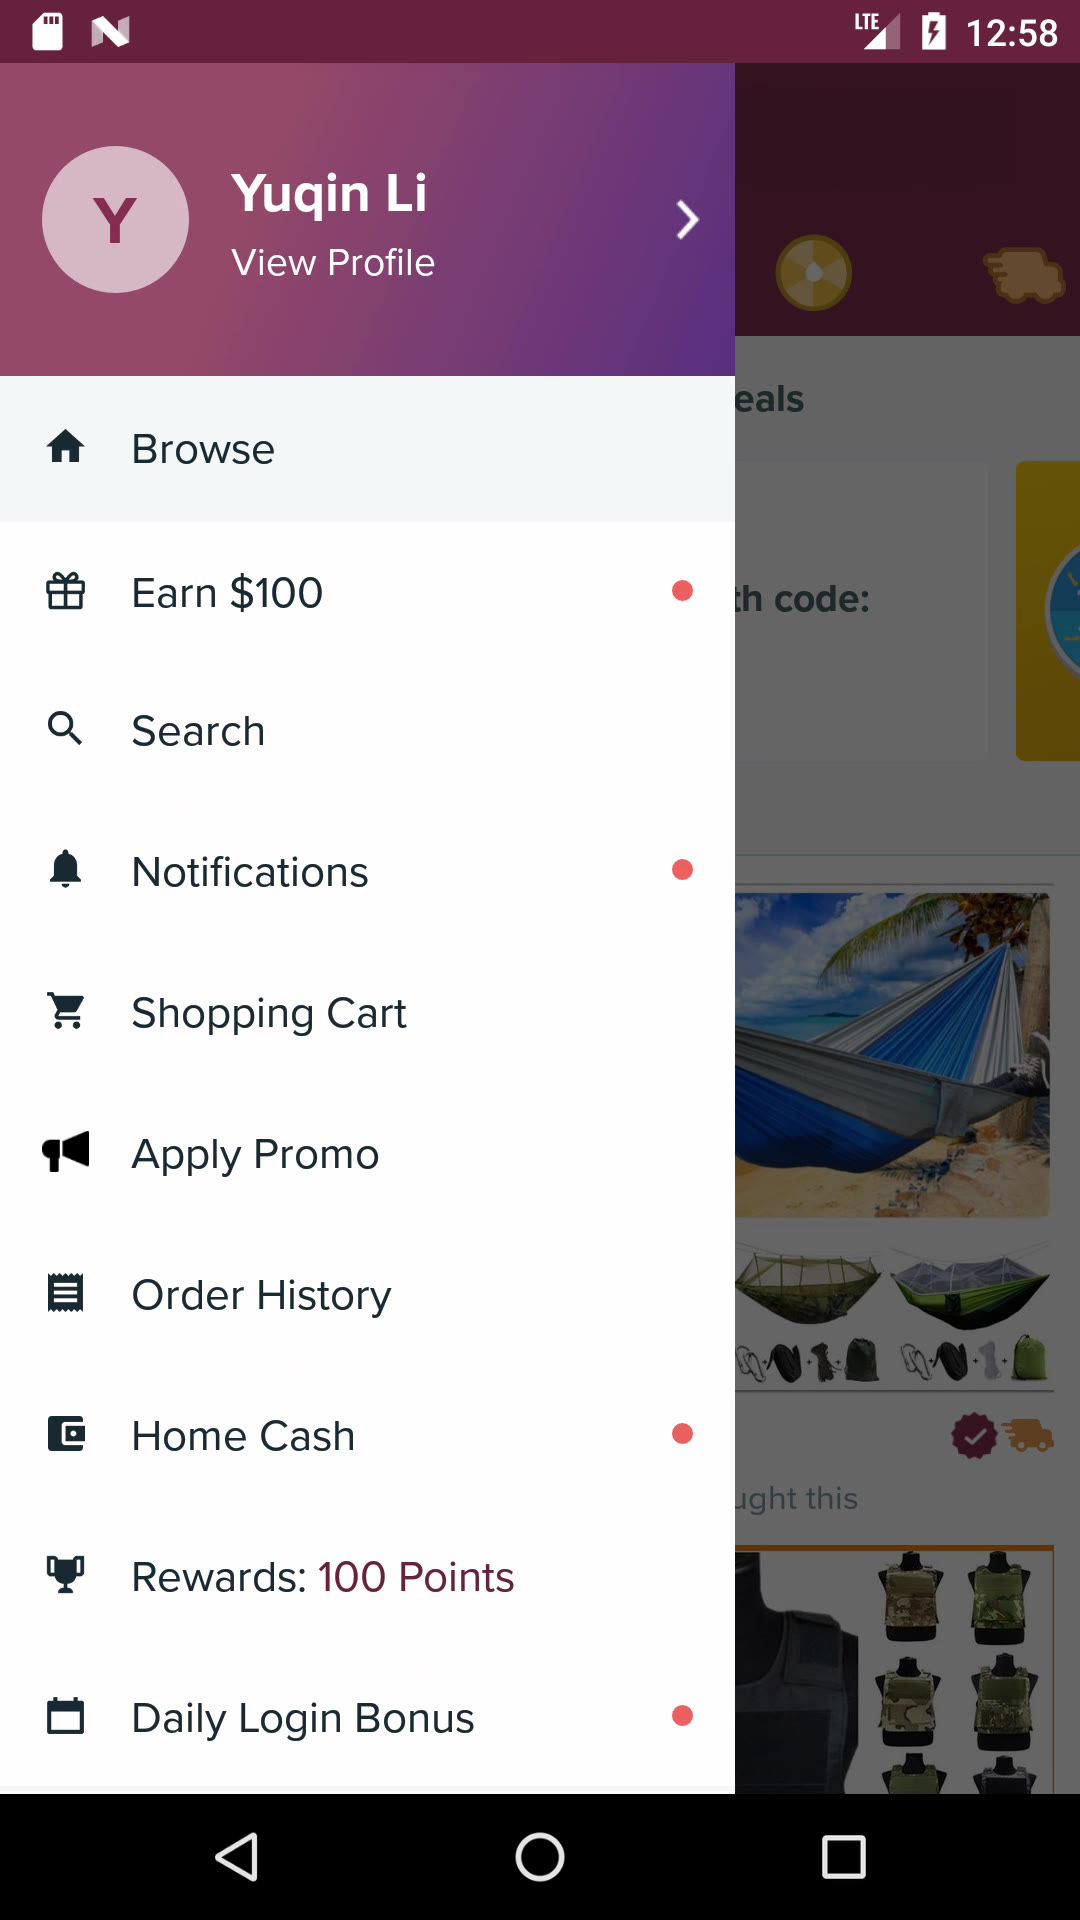 LTE 12:58
Y
Yuqin Li
View Profile
Browse
eals
Earn $100
th code:
Search
Notifications
Shopping Cart
Apply Promo
Order History
Home Cash
ught this
Rewards: 100 Points
Daily Login Bonus